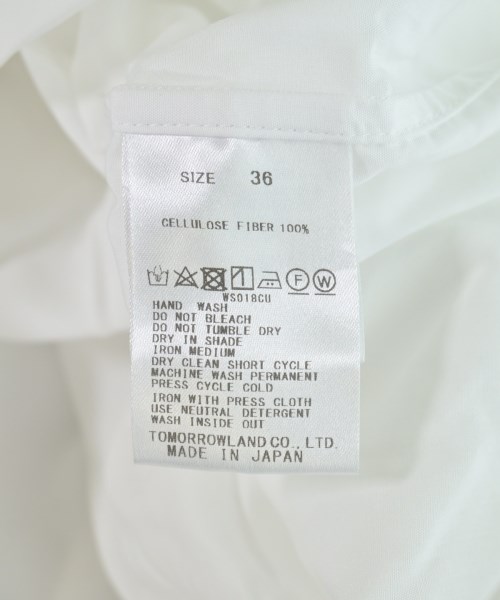 SIZE 36
CELLULOSE FIBER 100%
F W
WS018CU
HAND WASH
DO NOT BLEACH
DO NOT TUMBLE DRY
DRY IN SHADE
IRON MEDIUM
DRY CLEAN SHORT CYCLE
MACHINE WASH PERMANENT
PRESS CYCLE COLD
IRON WITH PRESS CLOTH
USE NEUTRAL DETERGENT
WASH INSIDE OUT
TOMORROWLAND CO., LTD.
MADE IN JAPAN